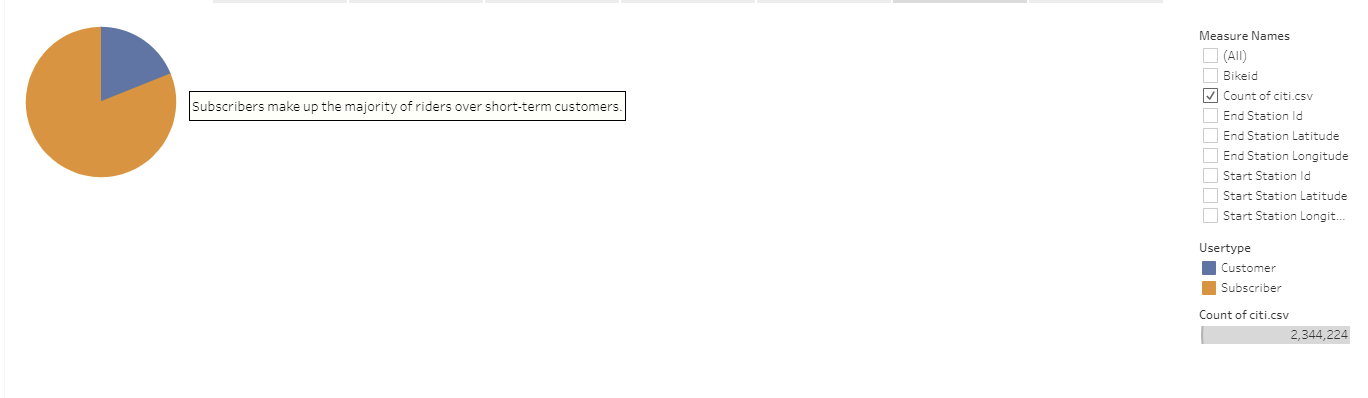 Subscribers make up the majority of riders over short-term customers.
Measure Names
(All)
Bikeid
Count of citi.csv
End Station Id
End Station Latitude
End Station Longitude
Start Station Id
Start Station Latitude
Start Station Longit...
Usertype
Customer
Subscriber
Count of citi.csv
2,344,224